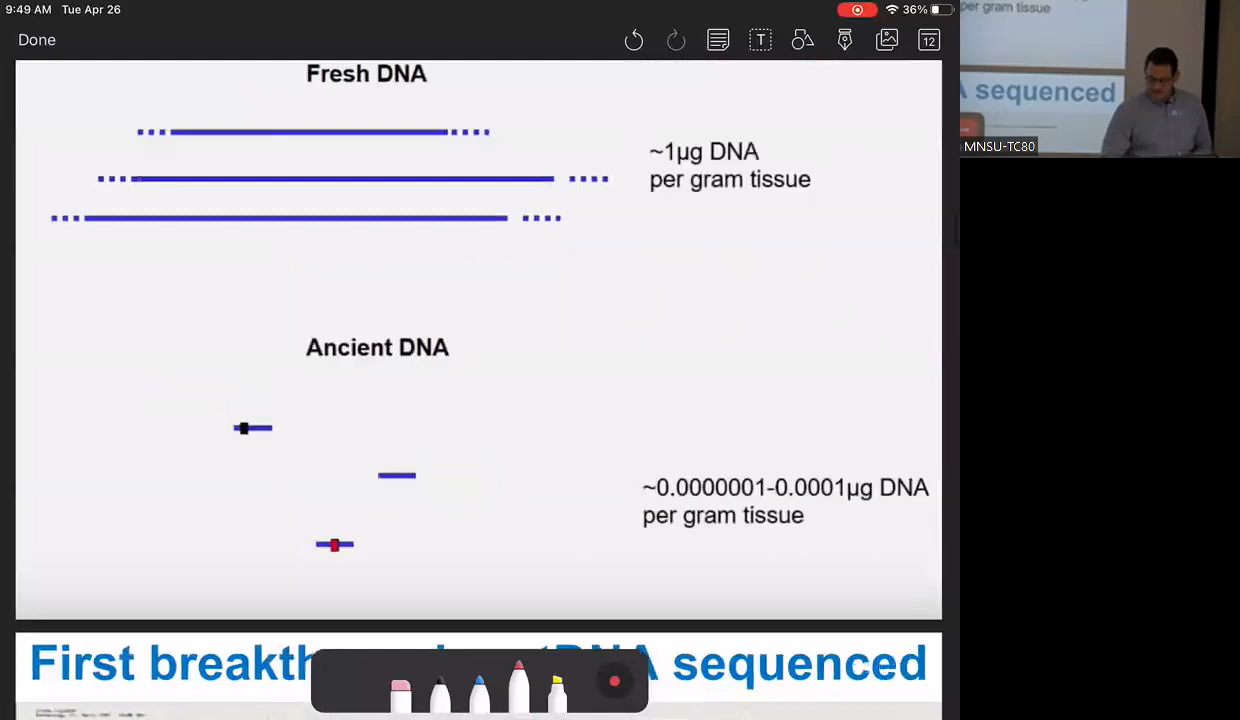 9:49 AM Tue Apr 26
36%
Done
T
12
Fresh DNA
~1µg DNA
per gram tissue
Ancient DNA
~0.0000001-0.0001µg DNA
per gram tissue
First sequenced
per gram tissue
sequenced
MNSU-TC80